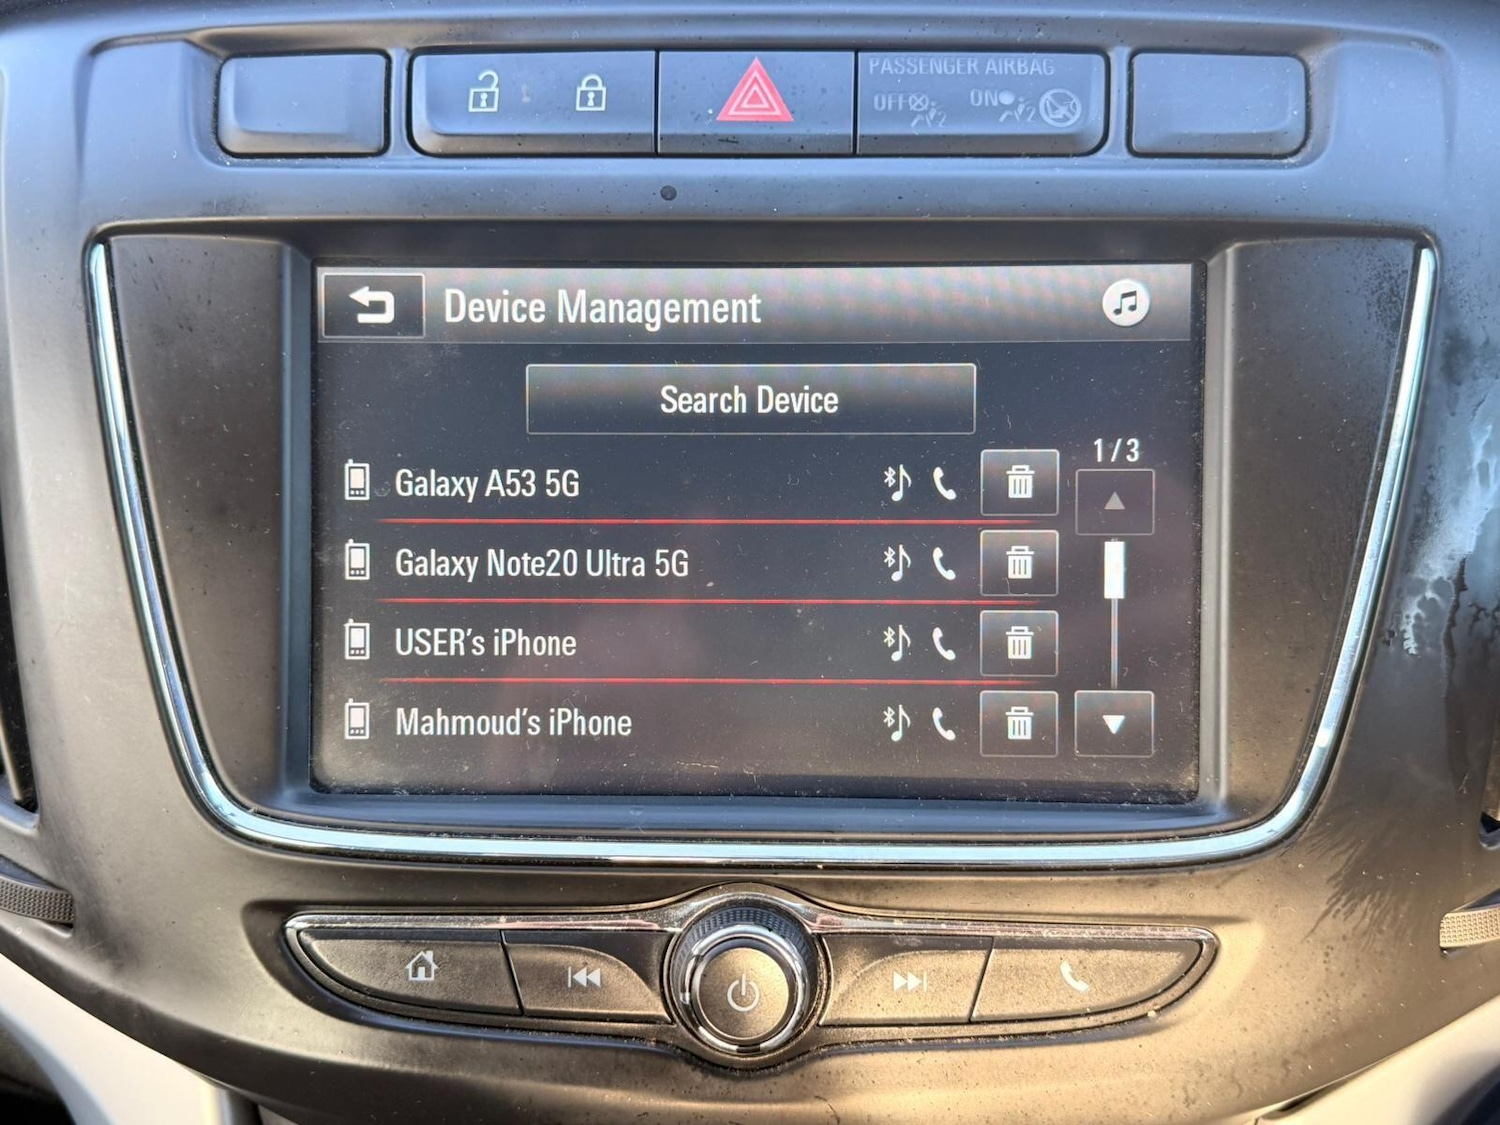 PASSENGER AIRBAG
OFF ON
Device Management
Search Device
1/3
Galaxy A53 5G
Galaxy Note20 Ultra 5G
USER's iPhone
Mahmoud's iPhone